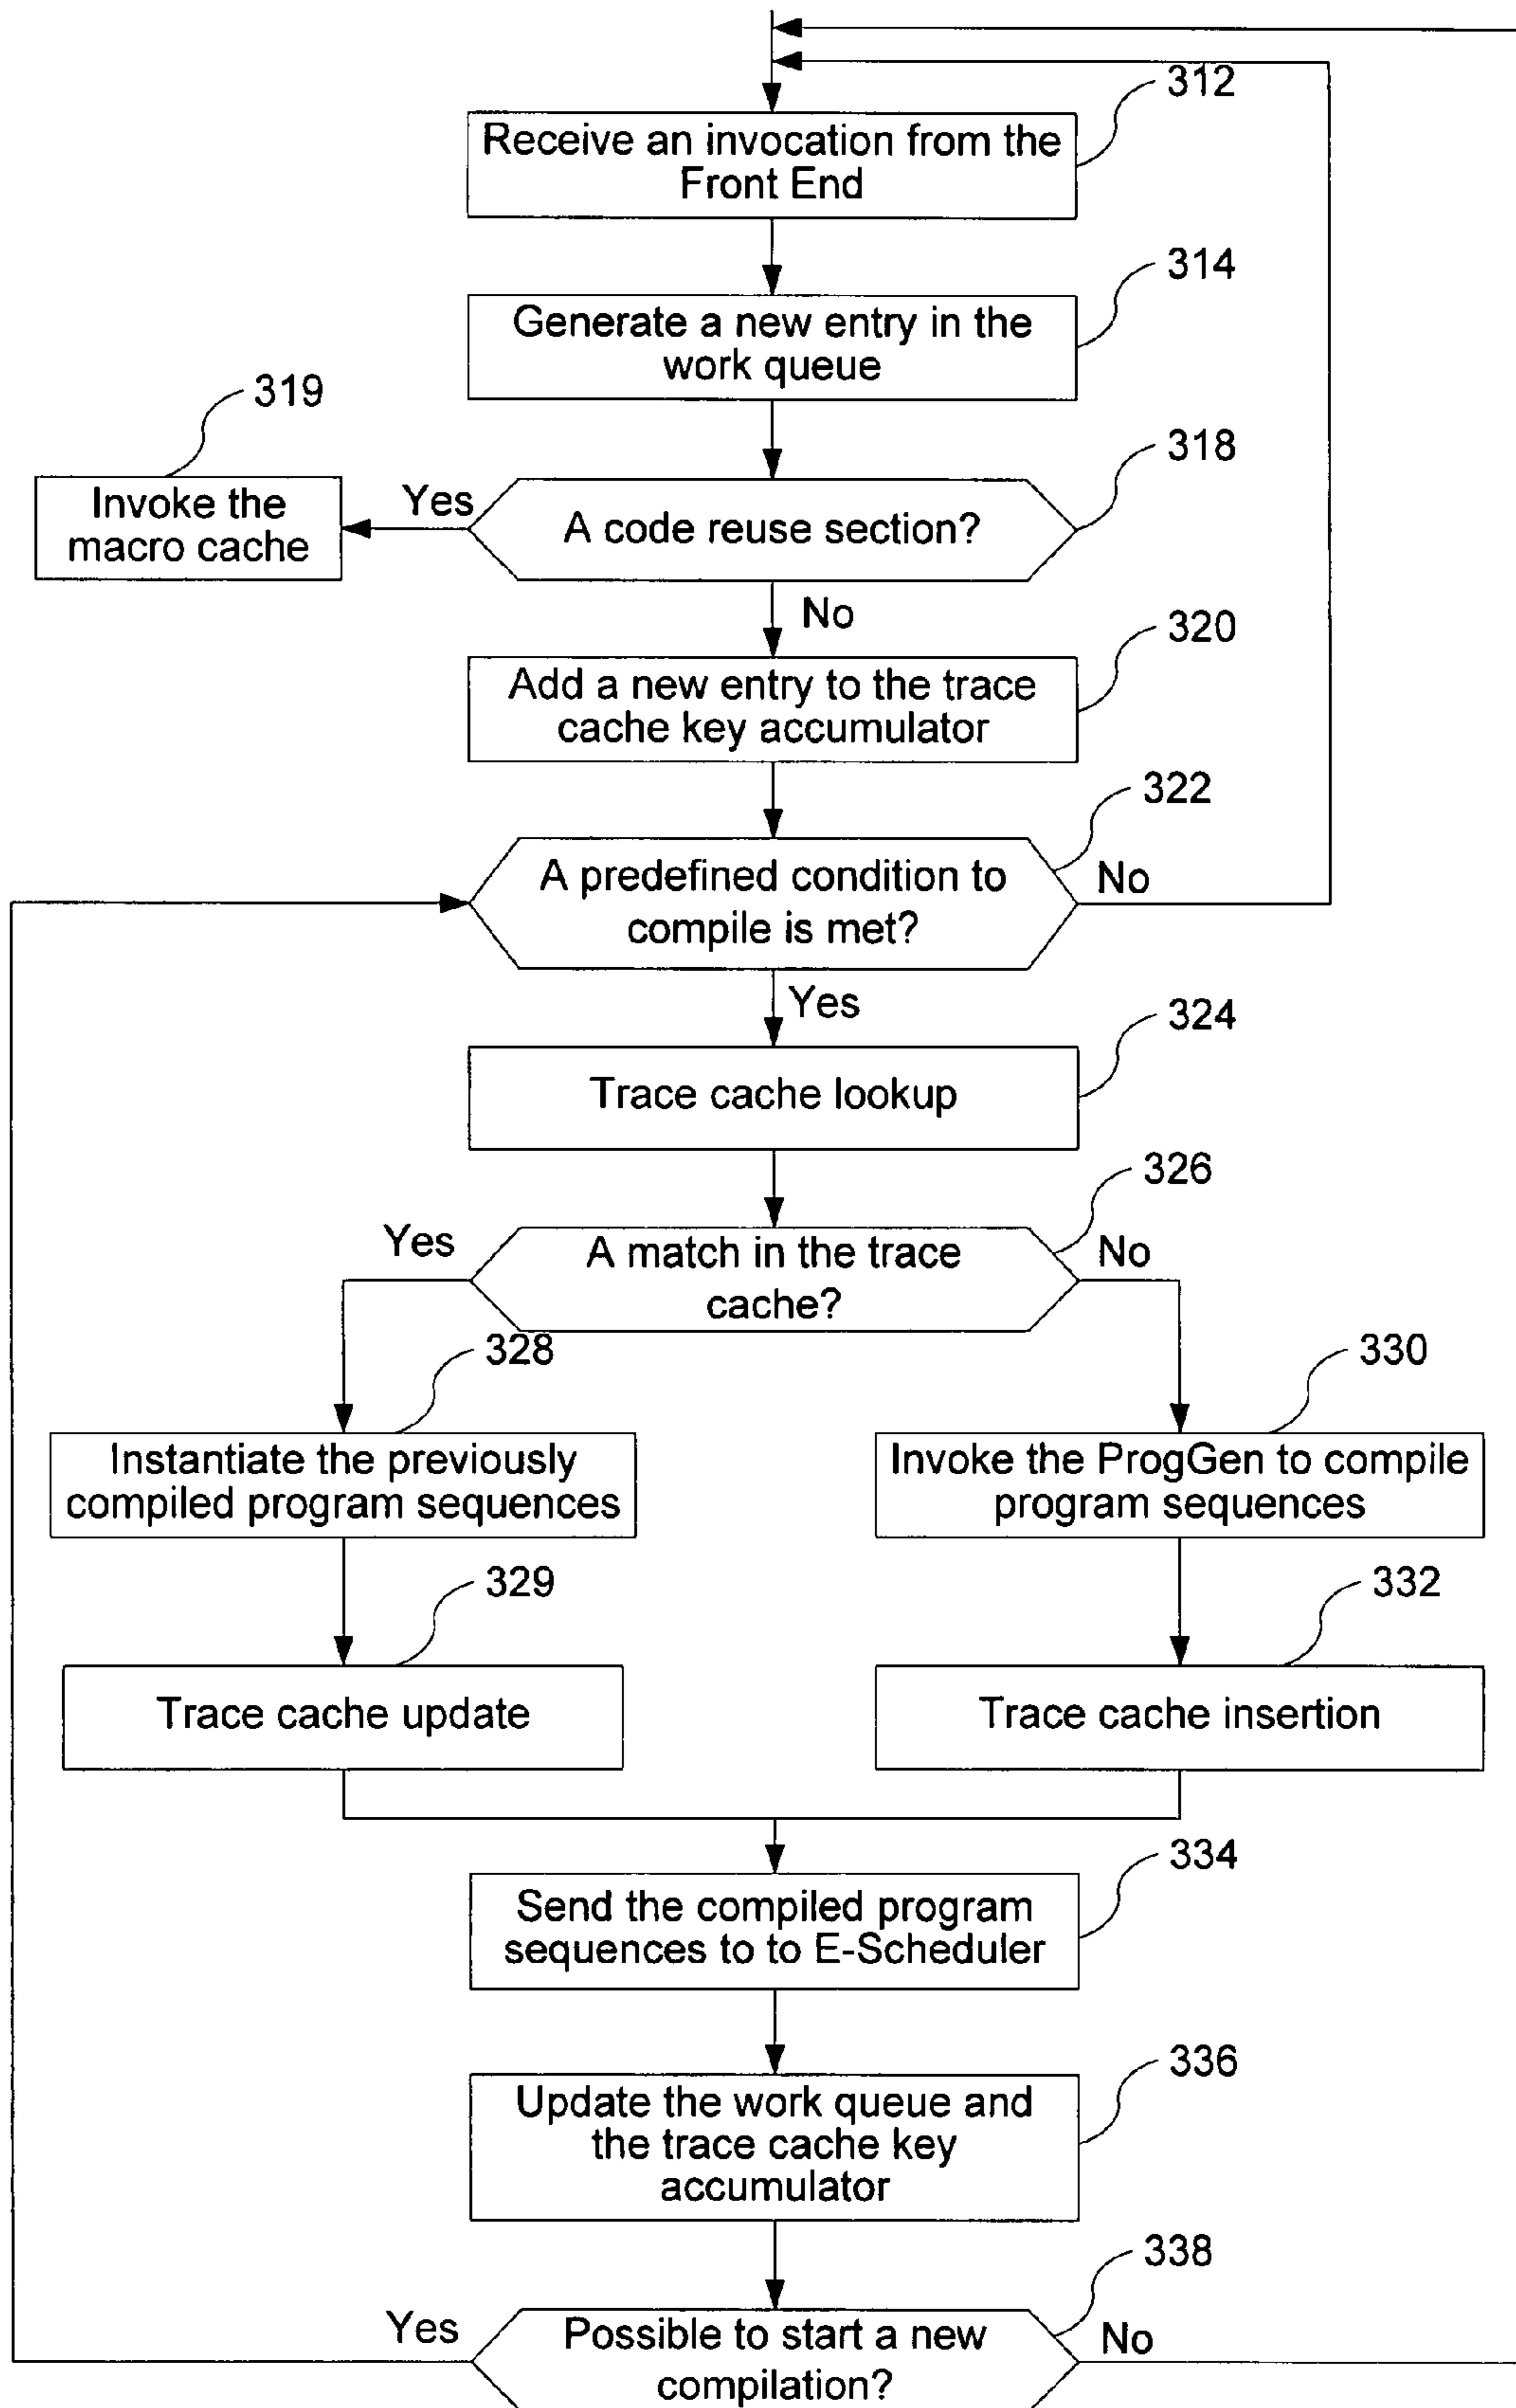 312
Receive an invocation from the
Front End
314
Generate a new entry in the
work queue
319
318
Invoke the
macro cache
Yes
A code reuse section?
No
320
Add a new entry to the trace
cache key accumulator
322
A predefined condition to
compile is met?
No
Yes
324
Trace cache lookup
326
Yes
A match in the trace
cache?
No
328
330
Instantiate the previously
compiled program sequences
Invoke the ProgGen to compile
program sequences
329
332
Trace cache update
Trace cache insertion
334
Send the compiled program
sequences to to E-Scheduler
336
Update the work queue and
the trace cache key
accumulator
338
Yes
Possible to start a new
compilation?
No